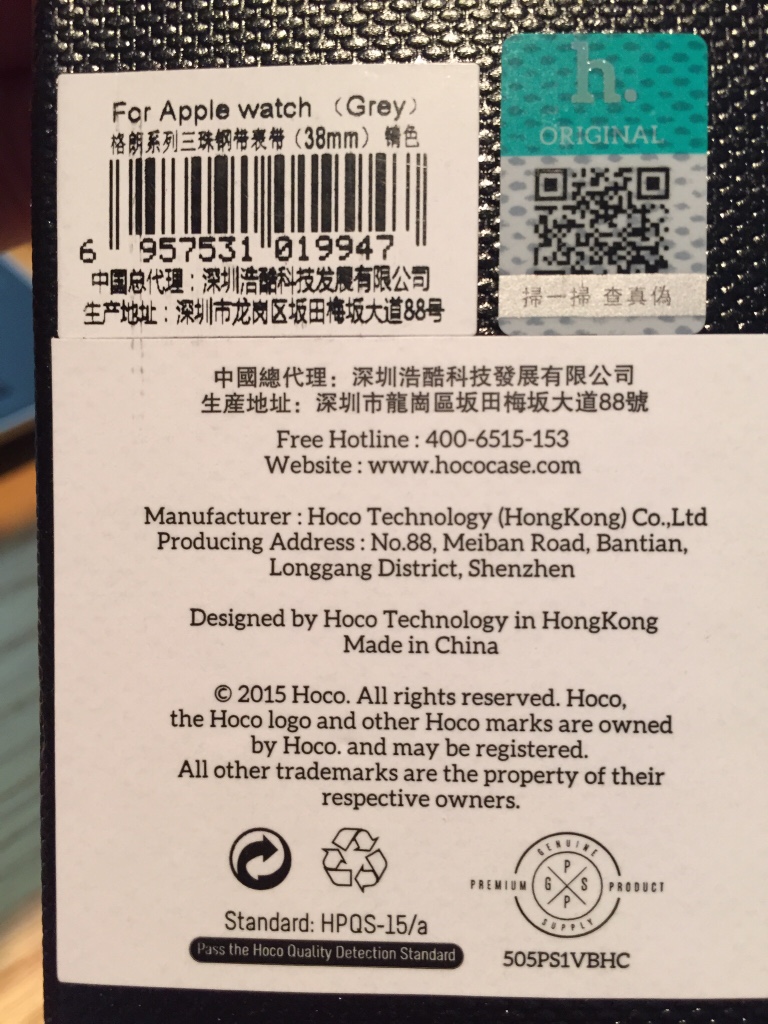 For Apple watch （Grey）
格朗系列三珠钢带表带（38mm） 锖色
6 957531 019947
中国总代理：深圳浩酷科技发展有限公司
生产地址：深圳市龙岗区坂田梅坂大道88号
h.
ORIGINAL
掃一掃 查真偽
中國總代理：深圳浩酷科技發展有限公司
生産地址：深圳市龍崗區坂田梅坂大道88號
Free Hotline : 400-6515-153
Website : www.hococase.com
Manufacturer : Hoco Technology (HongKong) Co.,Ltd
Producing Address : No.88, Meiban Road, Bantian,
Longgang District, Shenzhen
Designed by Hoco Technology in HongKong
Made in China
© 2015 Hoco. All rights reserved. Hoco,
the Hoco logo and other Hoco marks are owned
by Hoco. and may be registered.
All other trademarks are the property of their
respective owners.
GENUINE
PREMIUM P G S P PRODUCT
SUPPLY
Standard: HPQS-15/a
Pass the Hoco Quality Detection Standard
505PS1VBHC